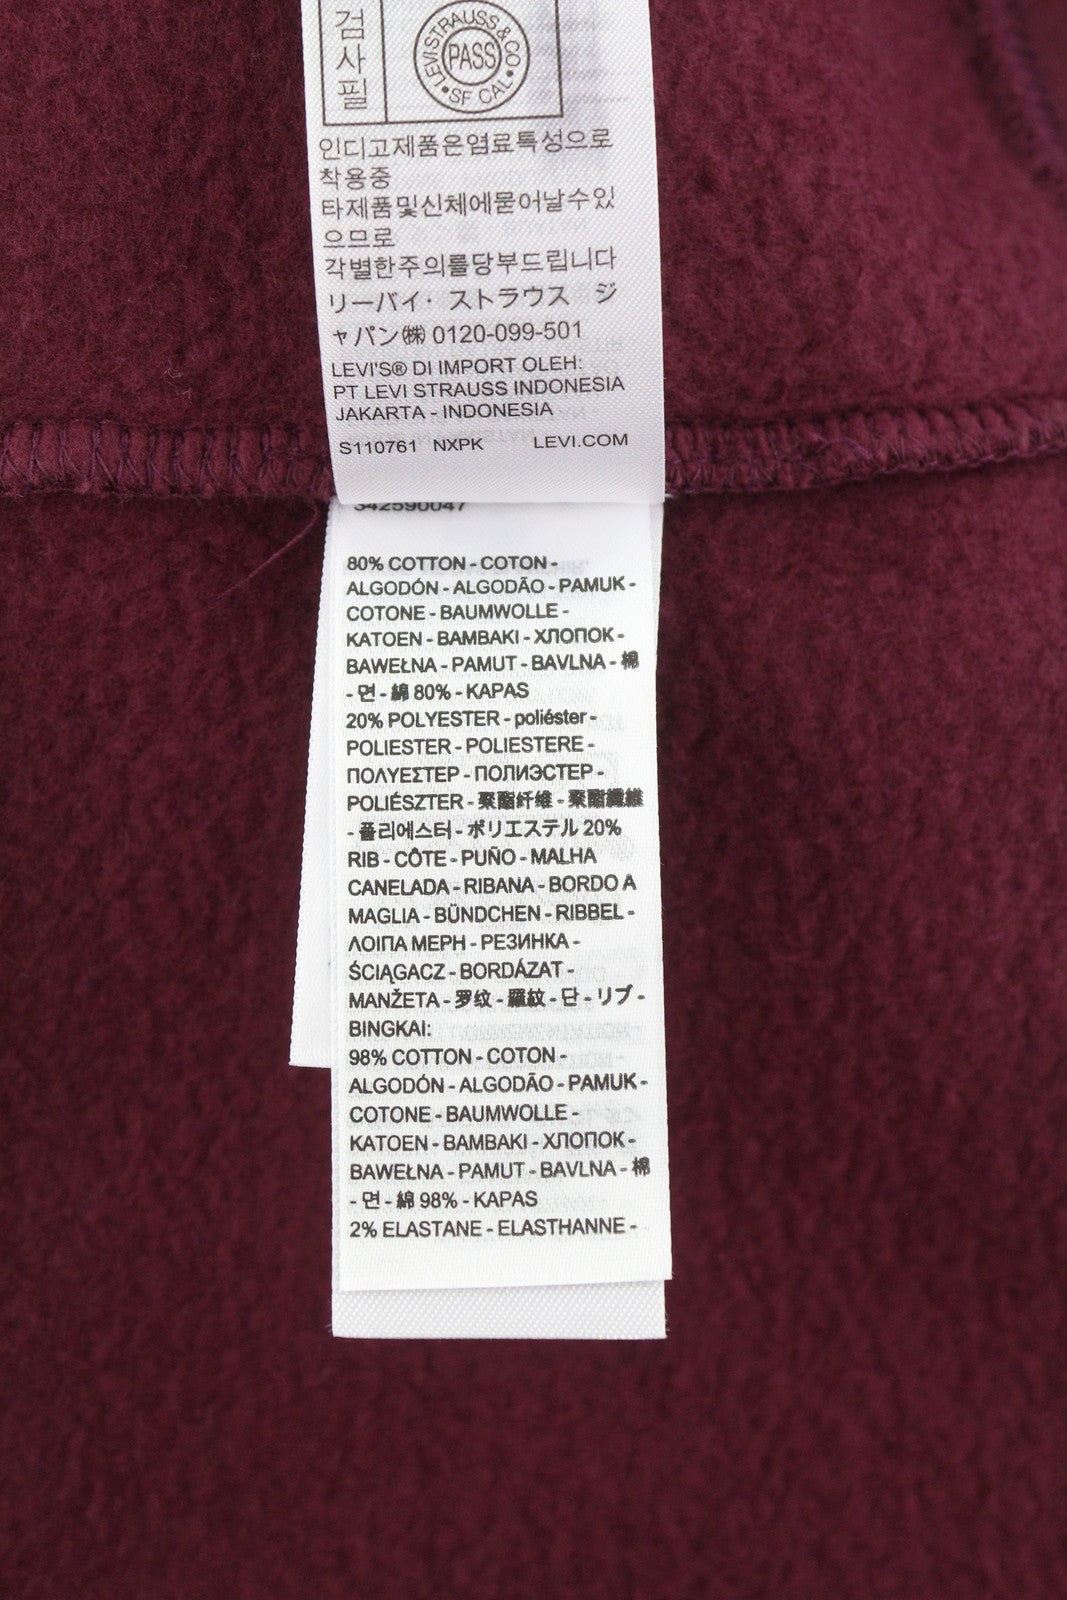 검
사
필
LEVI STRAUSS & CO
PASS
SF CAL
인디고제품은염료특성으로
착용중
타제품및신체에묻어날수있
으므로
각별한주의를당부드립니다
リーバイ・ストラウス ジ
ャパン㈱ 0120-099-501
LEVI'S® DI IMPORT OLEH:
PT LEVI STRAUSS INDONESIA
JAKARTA - INDONESIA
S110761 NXPK LEVI.COM
342590047
80% COTTON - COTON -
ALGODÓN - ALGODÃO - PAMUK -
COTONE - BAUMWOLLE -
KATOEN - BAMBAKI - ХЛОПОК -
BAWEŁNA - PAMUT - BAVLNA - 棉
- 면 - 綿 80% - KAPAS
20% POLYESTER - poliéster -
POLIESTER - POLIESTERE -
ΠΟΛΥΕΣΤΕΡ - ПОЛИЭСТЕР -
POLIÉSZTER - 聚酯纤维 - 聚酯纖維
- 폴리에스터 - ポリエステル 20%
RIB - CÔTE - PUÑO - MALHA
CANELADA - RIBANA - BORDO A
MAGLIA - BÜNDCHEN - RIBBEL -
ΛΟΙΠΑ ΜΕΡΗ - РЕЗИНКА -
ŚCIĄGACZ - BORDÁZAT -
MANŽETA - 罗纹 - 羅紋 - 단 - リブ -
BINGKAI:
98% COTTON - COTON -
ALGODÓN - ALGODÃO - PAMUK -
COTONE - BAUMWOLLE -
KATOEN - BAMBAKI - ХЛОПОК -
BAWEŁNA - PAMUT - BAVLNA - 棉
- 면 - 綿 98% - KAPAS
2% ELASTANE - ELASTHANNE -